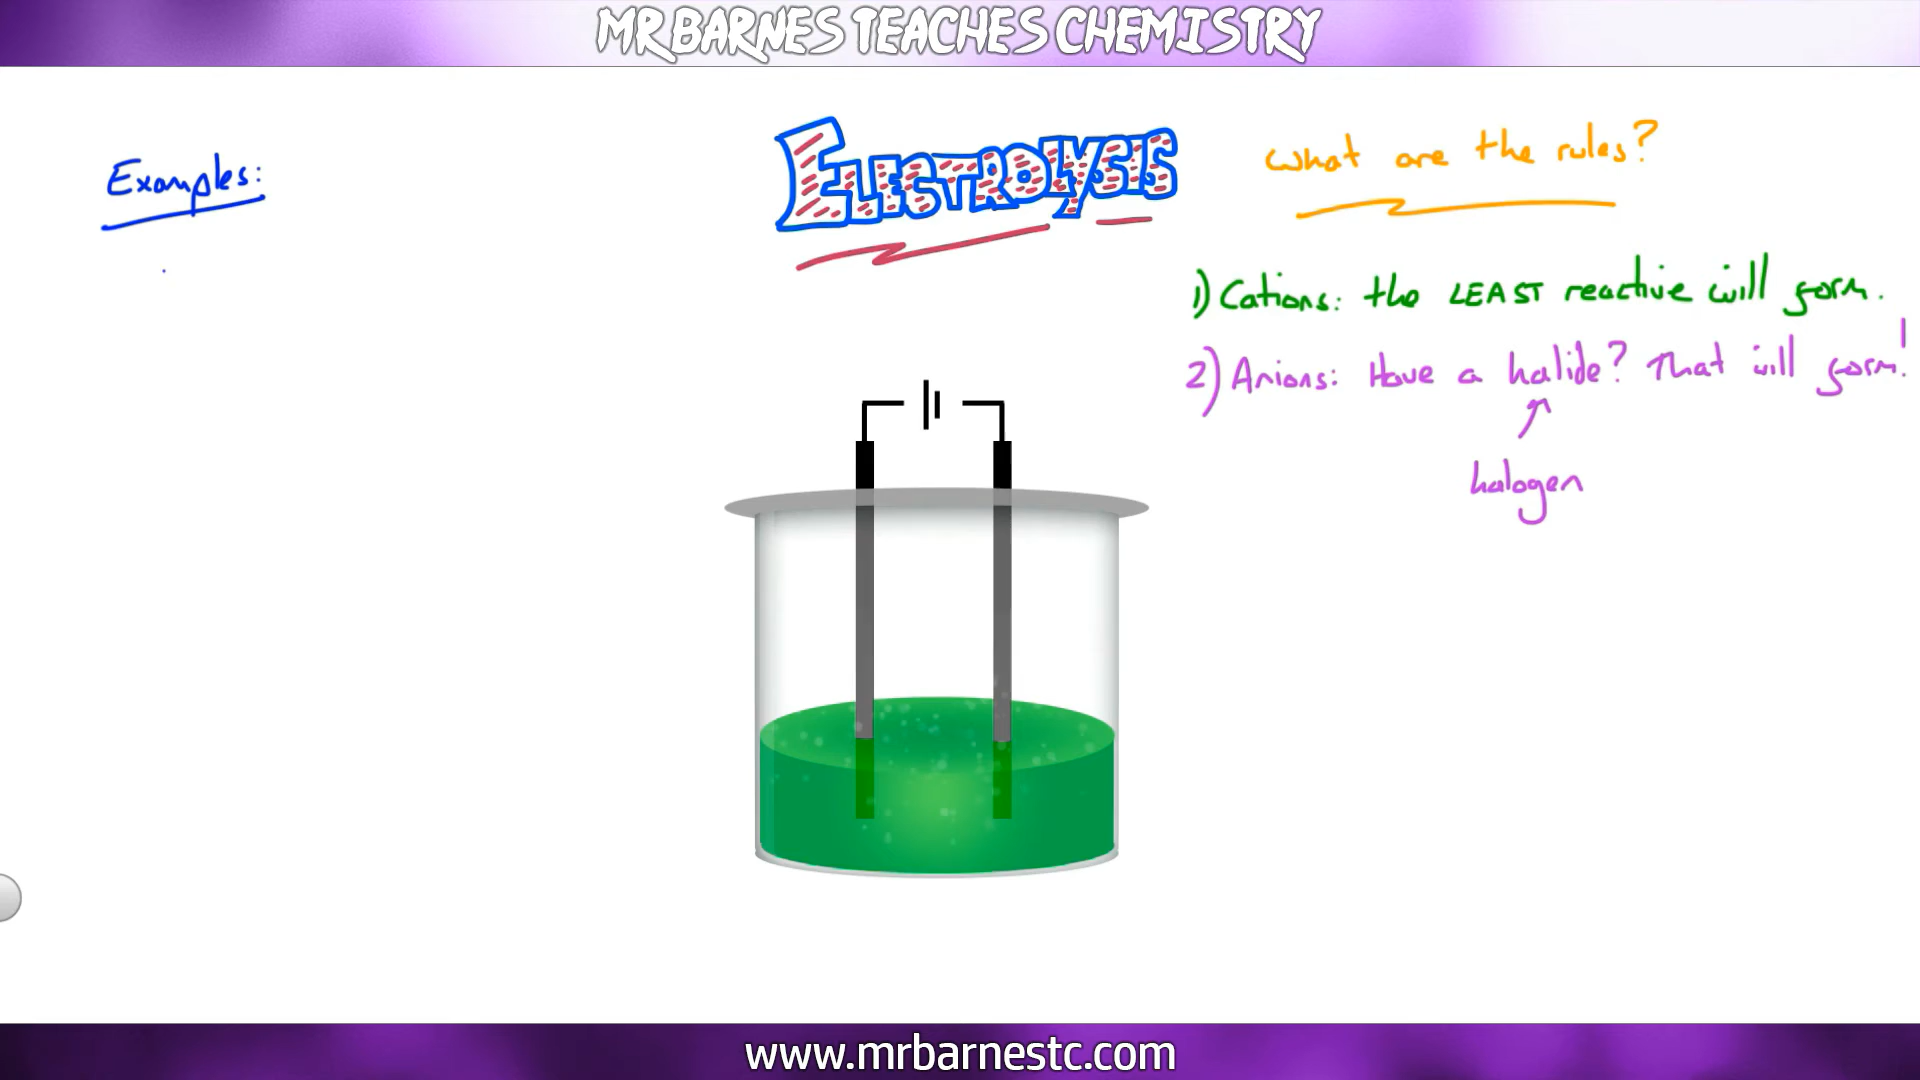 MR BARNES TEACHES CHEMISTRY
Examples:
ELECTROLYSIS
What are the rules?
1) Cations: the LEAST reactive will form.
2) Anions: Have a halide? That will form!
halogen
www.mrbarnestc.com